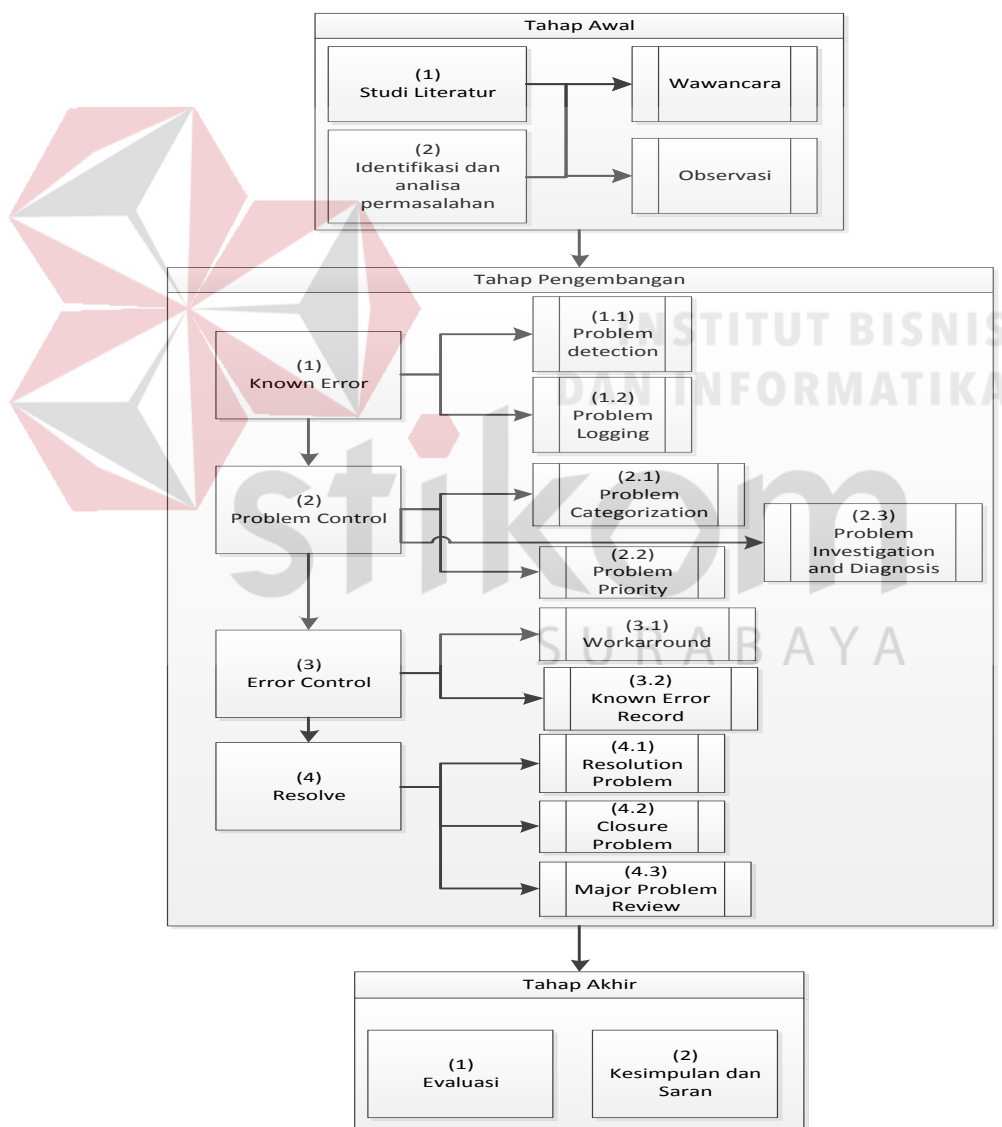 Tahap Awal
(1)
Studi Literatur
Wawancara
(2)
Identifikasi dan
analisa
permasalahan
Observasi
Tahap Pengembangan
(1)
Known Error
(1.1)
Problem
detection
(1.2)
Problem
Logging
(2)
Problem Control
(2.1)
Problem
Categorization
(2.2)
Problem
Priority
(2.3)
Problem
Investigation
and Diagnosis
(3)
Error Control
(3.1)
Workarround
(3.2)
Known Error
Record
(4)
Resolve
(4.1)
Resolution
Problem
(4.2)
Closure
Problem
(4.3)
Major Problem
Review
Tahap Akhir
(1)
Evaluasi
(2)
Kesimpulan dan
Saran
INSTITUT BISNIS
DAN INFORMATIKA
stikom
SURABAYA